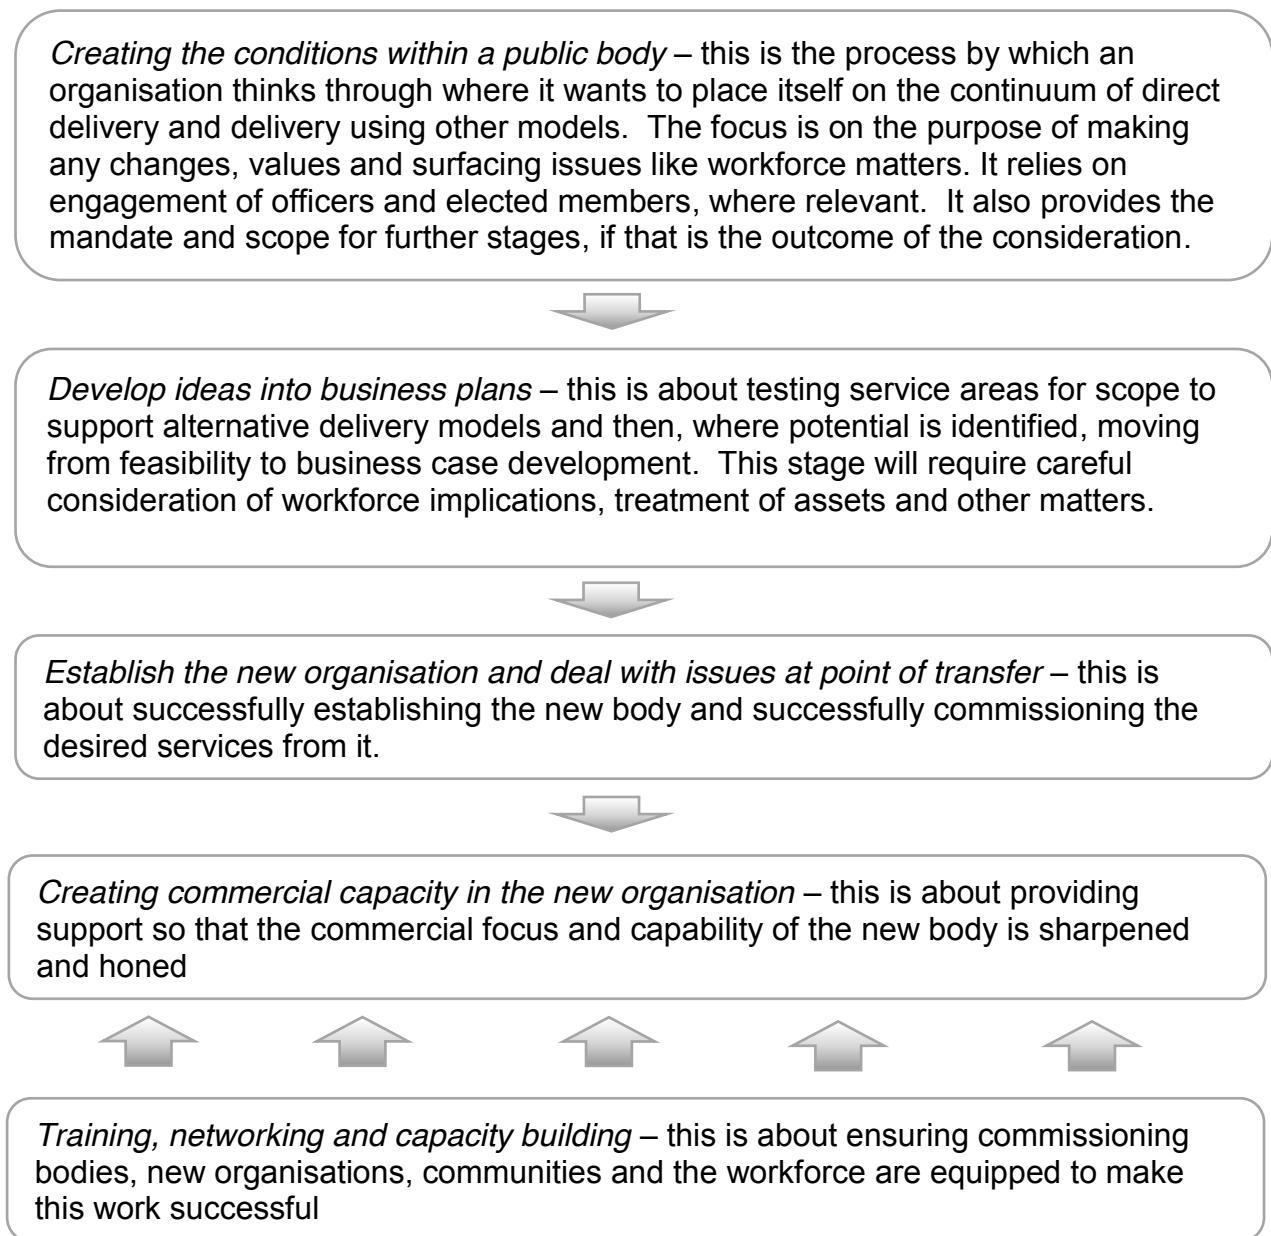 Creating the conditions within a public body – this is the process by which an
organisation thinks through where it wants to place itself on the continuum of direct
delivery and delivery using other models.  The focus is on the purpose of making
any changes, values and surfacing issues like workforce matters. It relies on
engagement of officers and elected members, where relevant.  It also provides the
mandate and scope for further stages, if that is the outcome of the consideration.
Develop ideas into business plans – this is about testing service areas for scope to
support alternative delivery models and then, where potential is identified, moving
from feasibility to business case development.  This stage will require careful
consideration of workforce implications, treatment of assets and other matters.
Establish the new organisation and deal with issues at point of transfer – this is
about successfully establishing the new body and successfully commissioning the
desired services from it.
Creating commercial capacity in the new organisation – this is about providing
support so that the commercial focus and capability of the new body is sharpened
and honed
Training, networking and capacity building – this is about ensuring commissioning
bodies, new organisations, communities and the workforce are equipped to make
this work successful